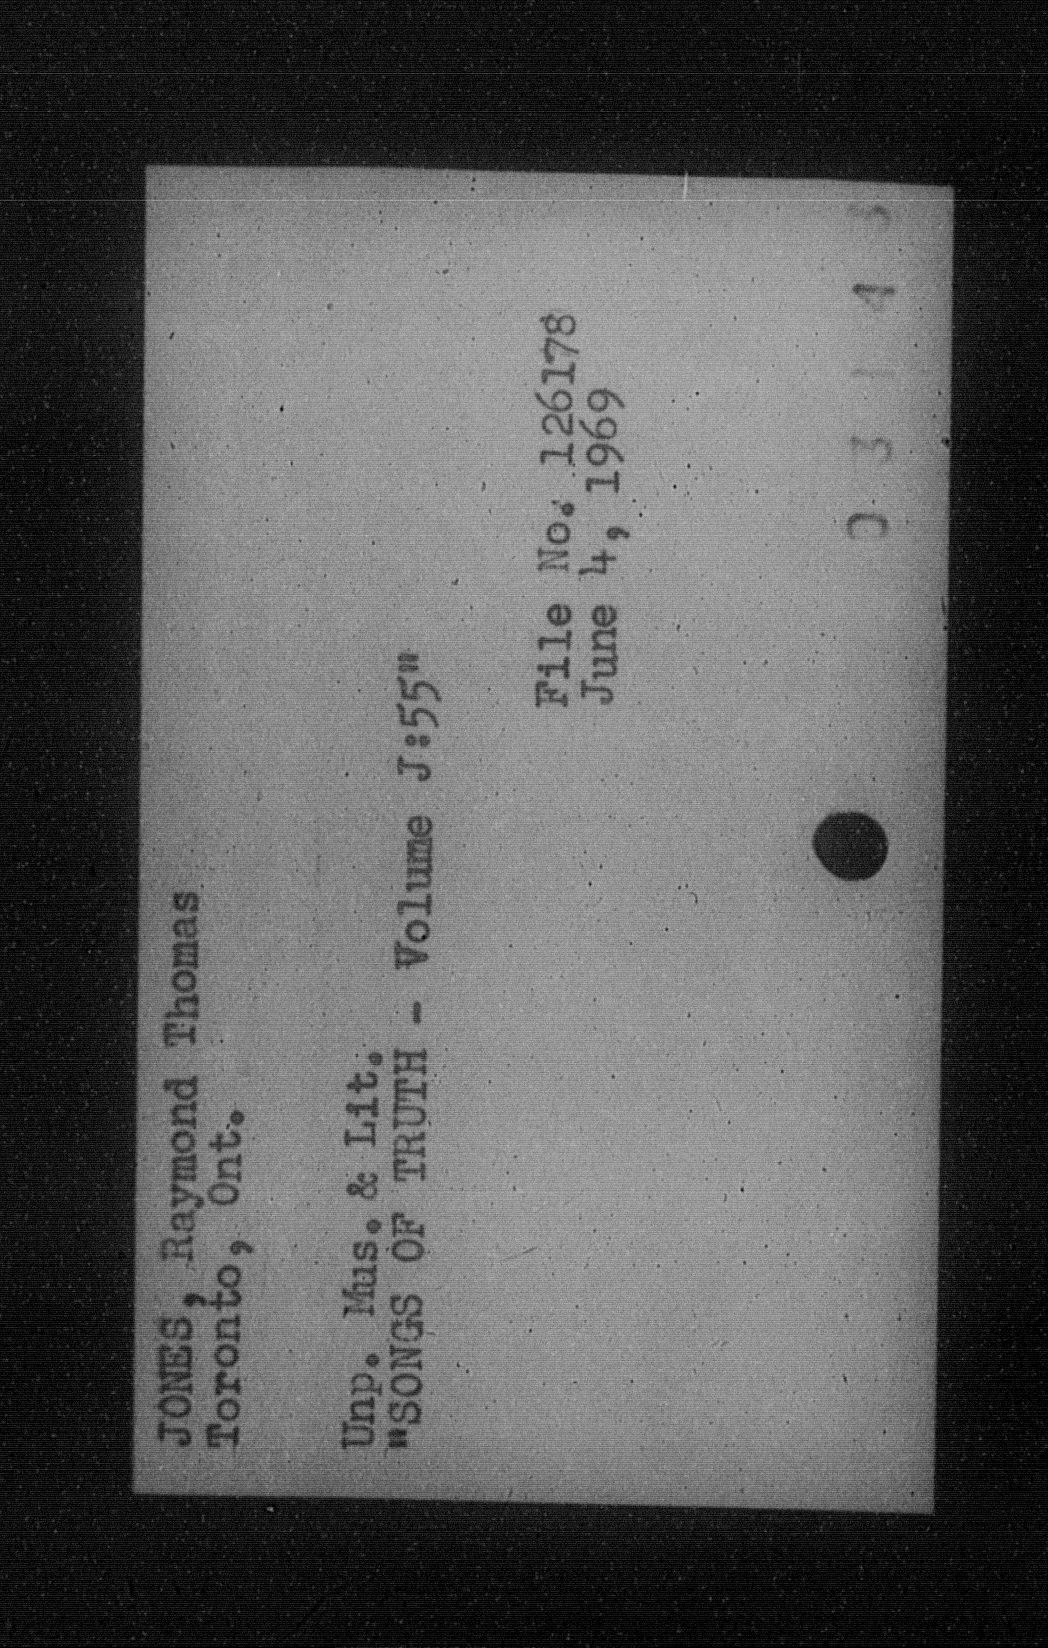 JONES, Raymond Thomas
Toronto, Ont.
Unp. Mus. & Lit.
"SONGS OF TRUTH - Volume J:55"
File No. 126178
June 4, 1969